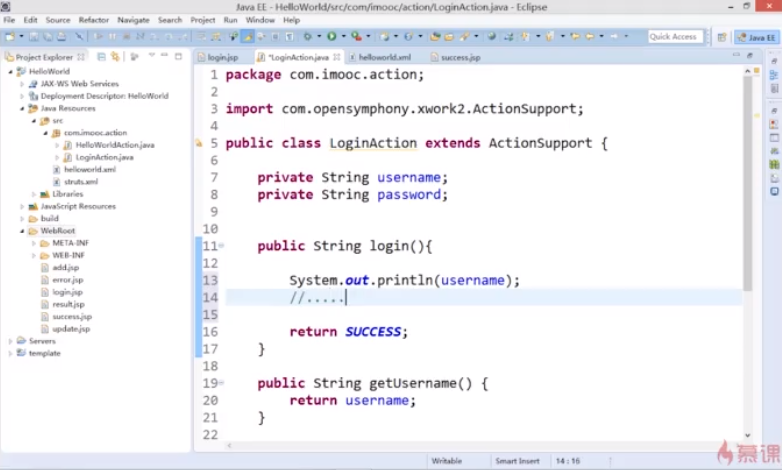 Java EE - HelloWorld/src/com/imooc/action/LoginAction.java - Eclipse
File Edit Source Refactor Navigate Search Project Run Window Help
Quick Access
Java EE
Project Explorer
login.jsp
*LoginAction.java
helloworld.xml
success.jsp
HelloWorld
JAX-WS Web Services
Deployment Descriptor: HelloWorld
Java Resources
src
com.imooc.action
HelloWorldAction.java
LoginAction.java
helloworld.xml
struts.xml
Libraries
JavaScript Resources
build
WebRoot
META-INF
WEB-INF
add.jsp
error.jsp
login.jsp
result.jsp
success.jsp
update.jsp
Servers
template
1 package com.imooc.action;
2
3 import com.opensymphony.xwork2.ActionSupport;
4
5 public class LoginAction extends ActionSupport {
6
7 private String username;
8 private String password;
9
10
11 public String login(){
12
13 System.out.println(username);
14 //.....
15
16 return SUCCESS;
17 }
18
19 public String getUsername() {
20 return username;
21 }
22
Writable
Smart Insert
14 : 16
慕课